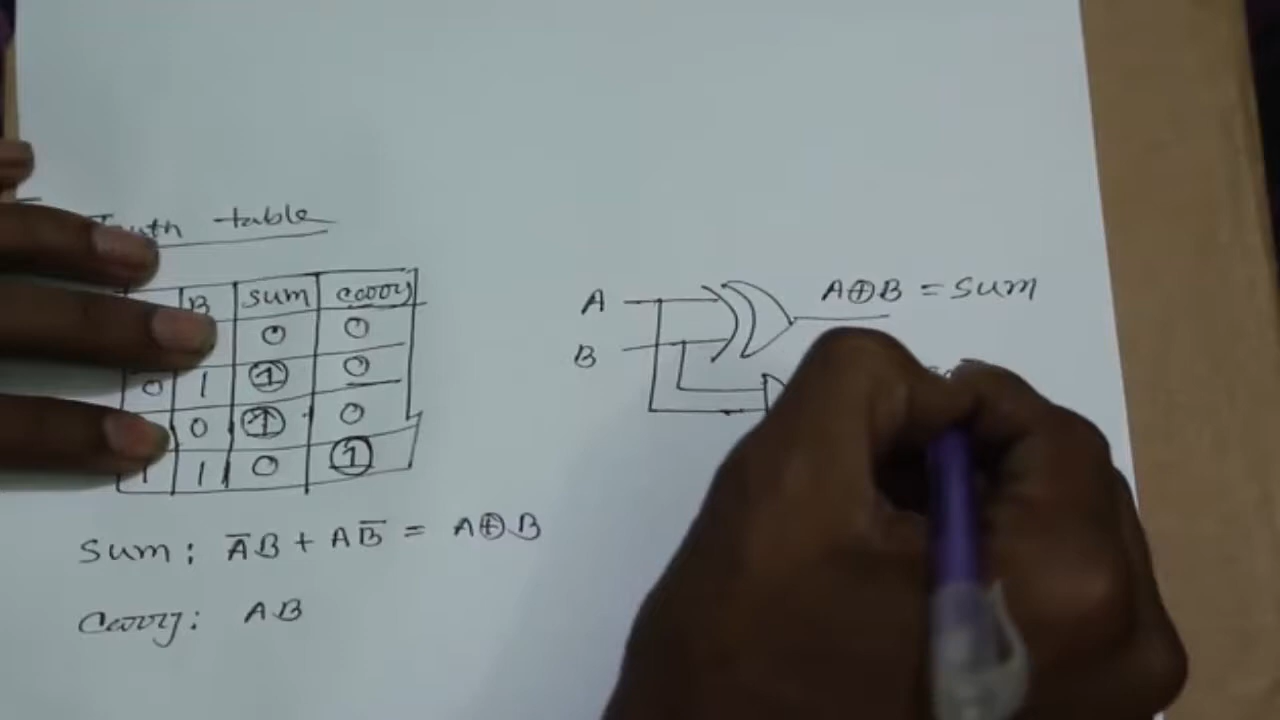 Truth table
B sum carry
0 0
0 1 1 0
0 1 0
1 1 0 1
Sum: A̅B + AB̅ = A⊕B
Carry: AB
A
B
A⊕B = Sum